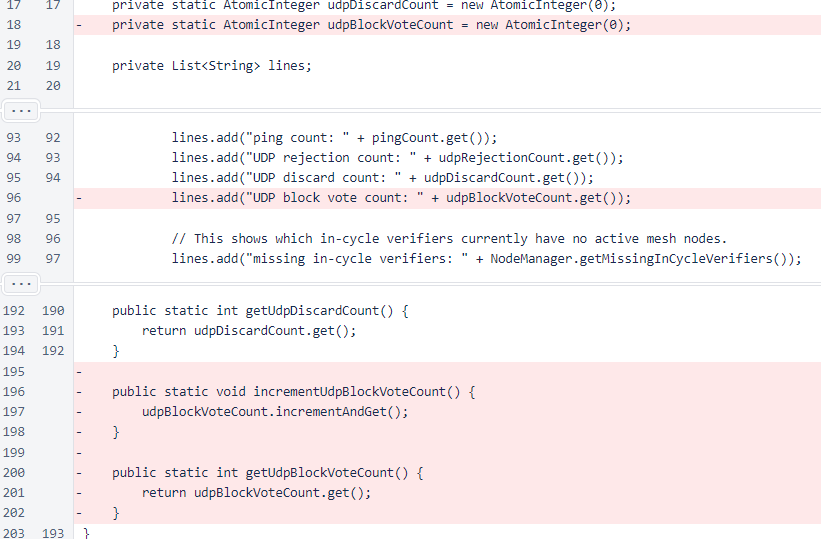 17 17 private static AtomicInteger udpDiscardCount = new AtomicInteger(0);
18 - private static AtomicInteger udpBlockVoteCount = new AtomicInteger(0);
19 18
20 19 private List<String> lines;
21 20
...
93 92 lines.add("ping count: " + pingCount.get());
94 93 lines.add("UDP rejection count: " + udpRejectionCount.get());
95 94 lines.add("UDP discard count: " + udpDiscardCount.get());
96 - lines.add("UDP block vote count: " + udpBlockVoteCount.get());
97 95
98 96 // This shows which in-cycle verifiers currently have no active mesh nodes.
99 97 lines.add("missing in-cycle verifiers: " + NodeManager.getMissingInCycleVerifiers());
...
192 190 public static int getUdpDiscardCount() {
193 191 return udpDiscardCount.get();
194 192 }
195 -
196 - public static void incrementUdpBlockVoteCount() {
197 - udpBlockVoteCount.incrementAndGet();
198 - }
199 -
200 - public static int getUdpBlockVoteCount() {
201 - return udpBlockVoteCount.get();
202 - }
203 193 }